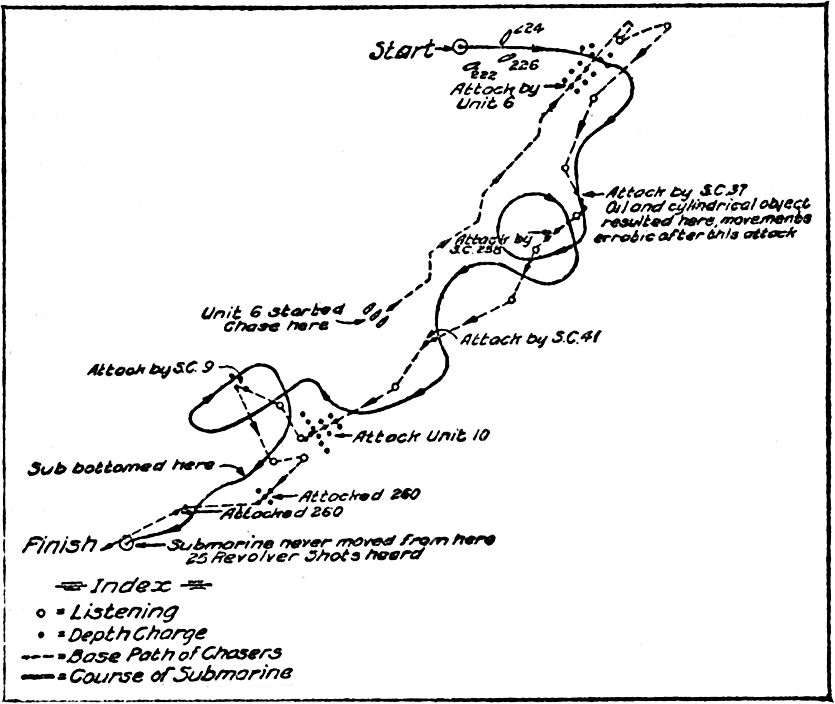 Start
224
222
226
Attack by
Unit 6
Attack by S.C. 37
Oil and cylindrical object
resulted here, movements
erratic after this attack
Attack by
S.C. 258
Unit 6 started
Chase here
Attack by S.C. 41
Attack by S.C. 9
Attack Unit 10
Sub bottomed here
Attacked 260
Attacked 260
Finish
Submarine never moved from here
25 Revolver Shots heard
Index
= Listening
= Depth Charge
= Base Path of Chasers
= Course of Submarine